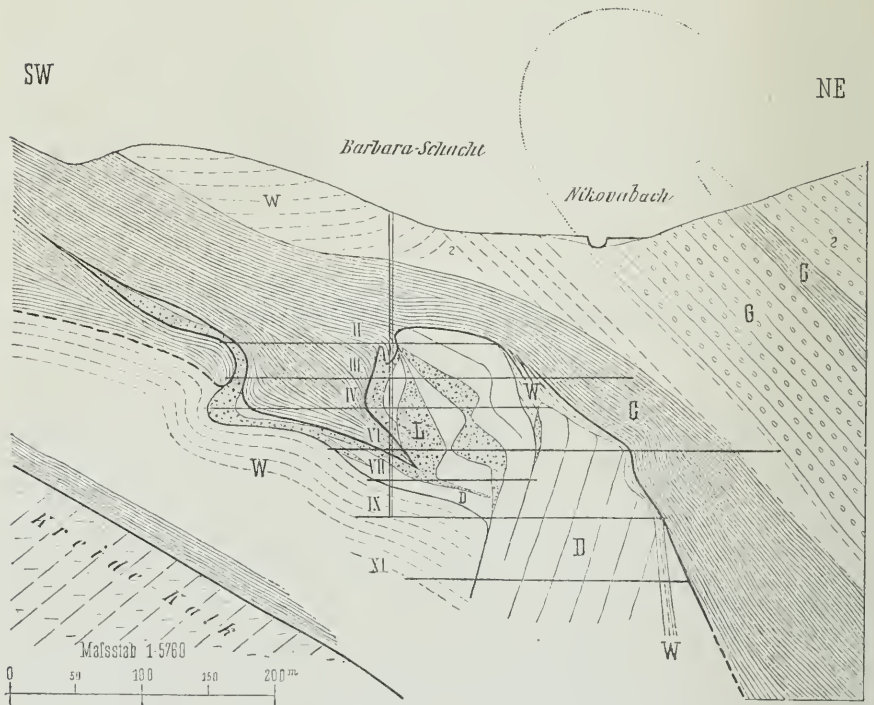 SW
NE
Barbara-Schacht
Nikovabach
W
2
2
G
G
II
III
IV
W
G
L
VI
VII
W
D
IX
D
XI
Kreide Kalk
W
Mafsstab 1-5760
0 50 100 150 200 m